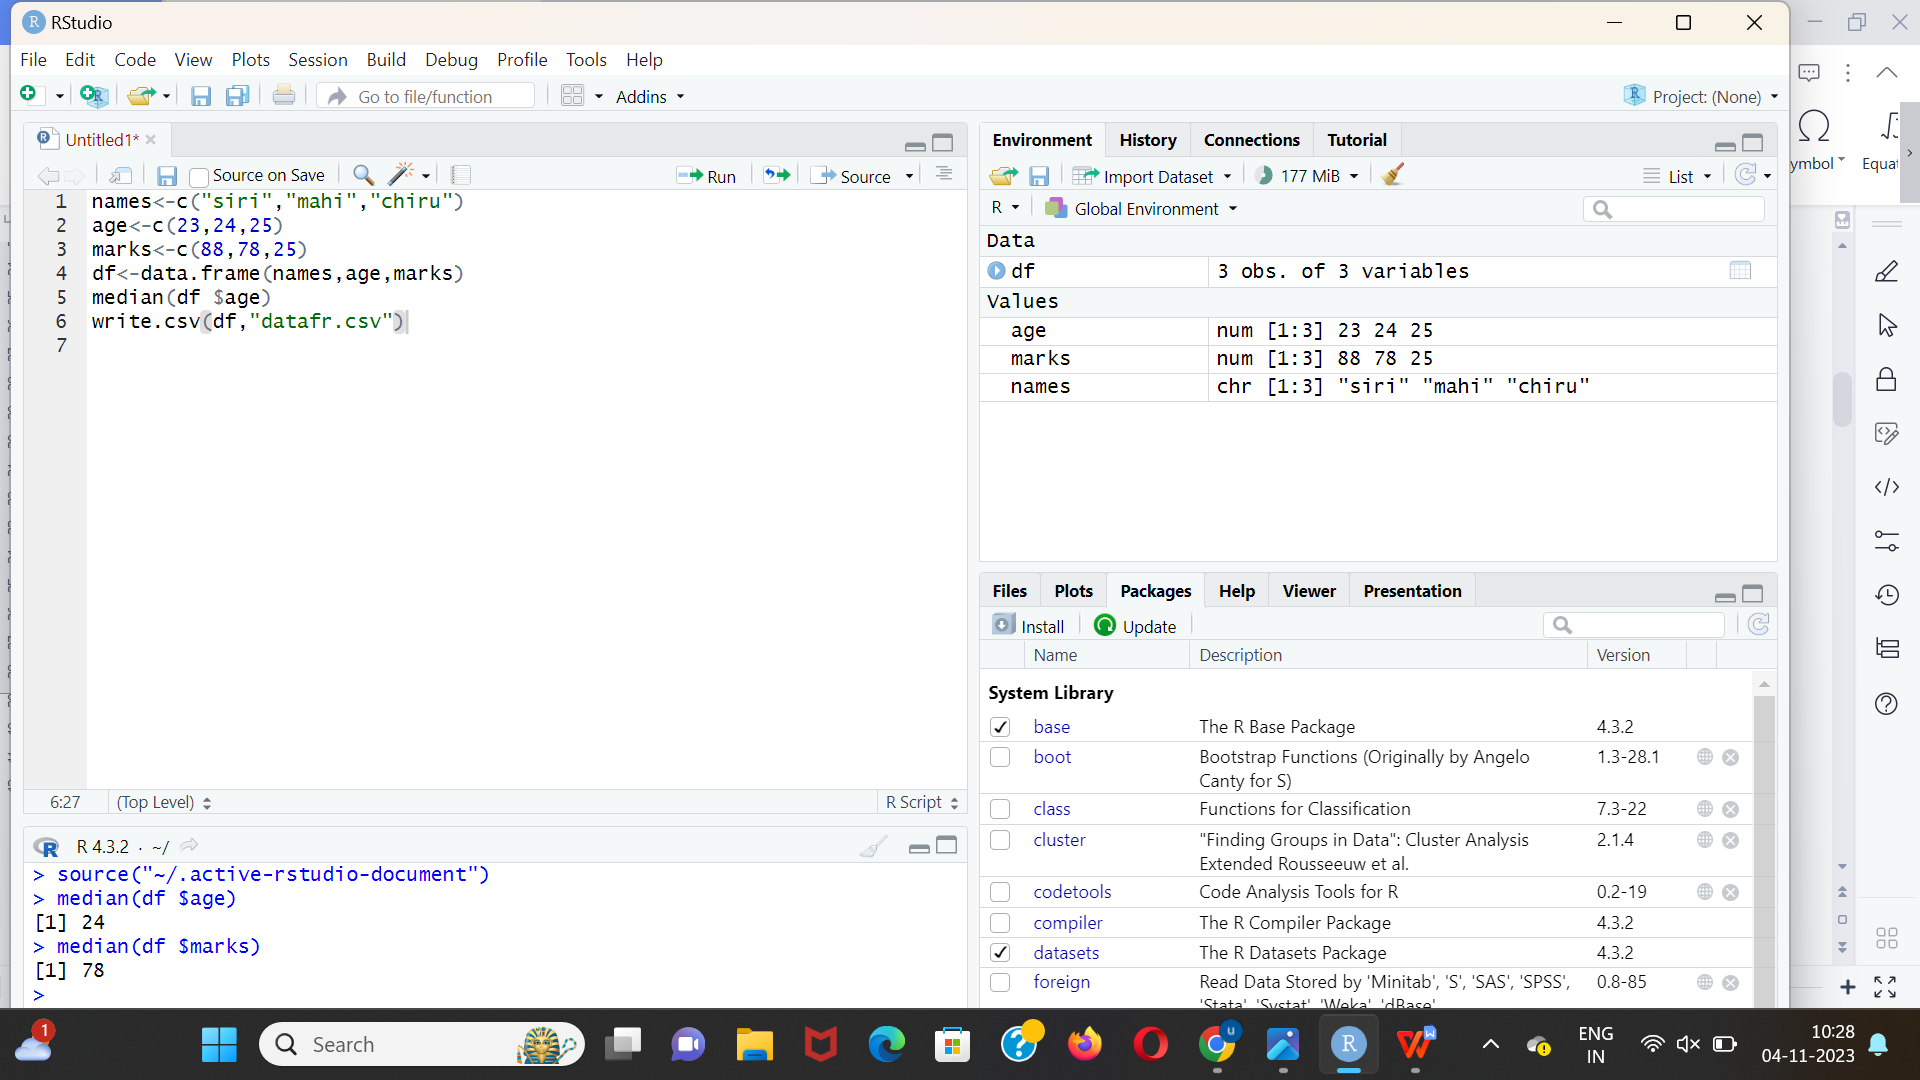 RStudio
File Edit Code View Plots Session Build Debug Profile Tools Help
Go to file/function Addins Project: (None)
Untitled1*
Source on Save Run Source
1 names<-c("siri","mahi","chiru")
2 age<-c(23,24,25)
3 marks<-c(88,78,25)
4 df<-data.frame(names,age,marks)
5 median(df $age)
6 write.csv(df,"datafr.csv")
7
6:27 (Top Level) R Script
R 4.3.2 · ~/
> source("~/.active-rstudio-document")
> median(df $age)
[1] 24
> median(df $marks)
[1] 78
>
Environment History Connections Tutorial
Import Dataset 177 MiB List
R Global Environment
Data
df 3 obs. of 3 variables
Values
age num [1:3] 23 24 25
marks num [1:3] 88 78 25
names chr [1:3] "siri" "mahi" "chiru"
Files Plots Packages Help Viewer Presentation
Install Update
Name Description Version
System Library
base The R Base Package 4.3.2
boot Bootstrap Functions (Originally by Angelo 1.3-28.1
Canty for S)
class Functions for Classification 7.3-22
cluster "Finding Groups in Data": Cluster Analysis 2.1.4
Extended Rousseeuw et al.
codetools Code Analysis Tools for R 0.2-19
compiler The R Compiler Package 4.3.2
datasets The R Datasets Package 4.3.2
foreign Read Data Stored by 'Minitab', 'S', 'SAS', 'SPSS', 0.8-85
'Stata', 'Systat', 'Weka', 'dBase',
ymbol Equat
1 Search u ENG 10:28
IN 04-11-2023